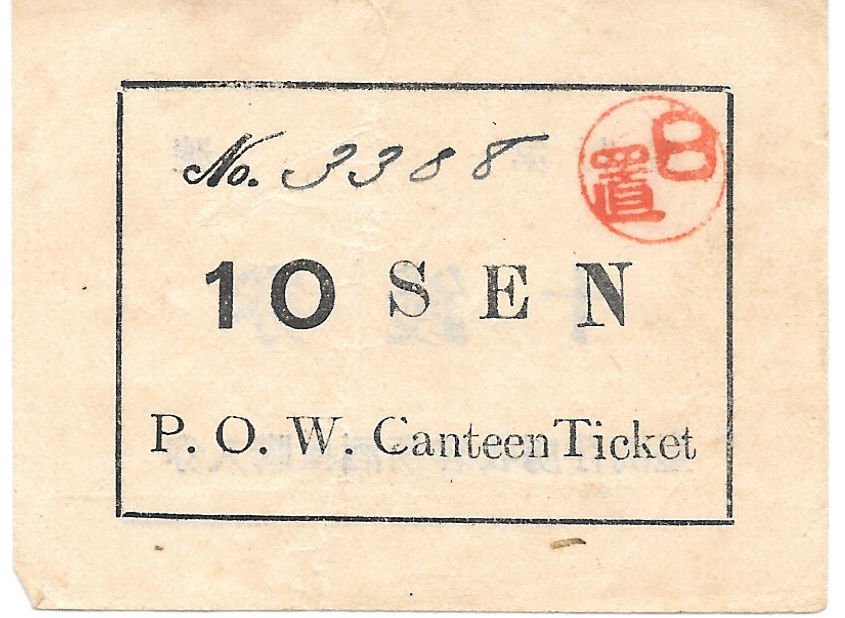 No. 3388
日置
10 SEN
P. O. W. Canteen Ticket